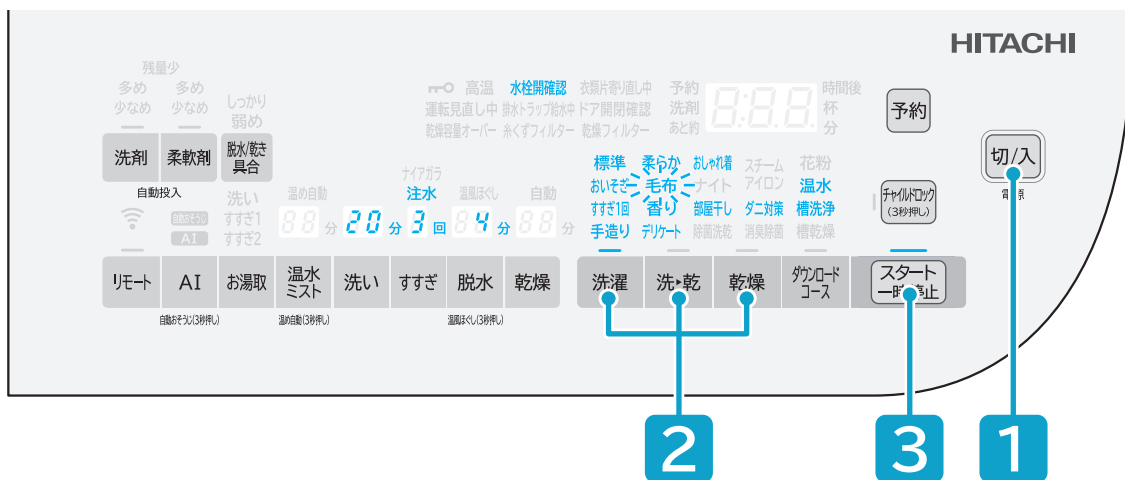 HITACHI
残量少
多め 多め
少なめ 少なめ しっかり
弱め
高温 水栓開確認 衣類片寄り直し中 予約 時間後
運転見直し中 排水トラップ給水中 ドア開閉確認 洗剤 杯
乾燥容量オーバー 糸くずフィルター 乾燥フィルター あと約 8:88 分
予約
洗剤 柔軟剤 脱水/乾き具合
自動投入
切/入
電源
チャイルドロック
(3秒押し)
標準 柔らか おしゃれ着 スチーム 花粉
おいそぎ 毛布 ナイト アイロン 温水
すすぎ1回 香り 部屋干し ダニ対策 槽洗浄
手造り デリケート 除菌洗乾 消臭除菌 槽乾燥
洗い ナイアガラ
自動おそうじ すすぎ1 温め自動 注水 温風ほぐし 自動
AI すすぎ2 88 分 20 分 3 回 84 分 88 分
リモート AI お湯取 温水ミスト 洗い すすぎ 脱水 乾燥 洗濯 洗▸乾 乾燥 ダウンロードコース スタート一時停止
自動おそうじ(3秒押し) 温め自動(3秒押し) 温風ほぐし(3秒押し)
2 3 1